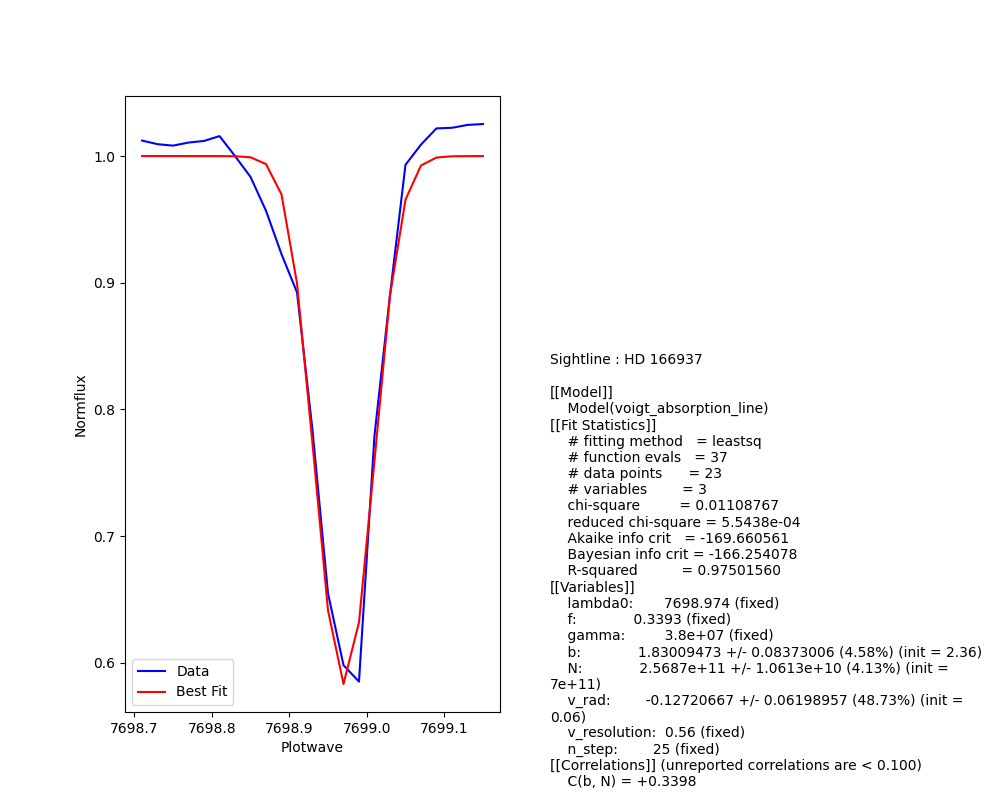 1.0
0.9
0.8
0.7
0.6
Normflux
Data
Best Fit
7698.7 7698.8 7698.9 7699.0 7699.1
Plotwave
Sightline : HD 166937
[[Model]]
Model(voigt_absorption_line)
[[Fit Statistics]]
# fitting method = leastsq
# function evals = 37
# data points = 23
# variables = 3
chi-square = 0.01108767
reduced chi-square = 5.5438e-04
Akaike info crit = -169.660561
Bayesian info crit = -166.254078
R-squared = 0.97501560
[[Variables]]
lambda0: 7698.974 (fixed)
f: 0.3393 (fixed)
gamma: 3.8e+07 (fixed)
b: 1.83009473 +/- 0.08373006 (4.58%) (init = 2.36)
N: 2.5687e+11 +/- 1.0613e+10 (4.13%) (init =
7e+11)
v_rad: -0.12720667 +/- 0.06198957 (48.73%) (init =
0.06)
v_resolution: 0.56 (fixed)
n_step: 25 (fixed)
[[Correlations]] (unreported correlations are < 0.100)
C(b, N) = +0.3398